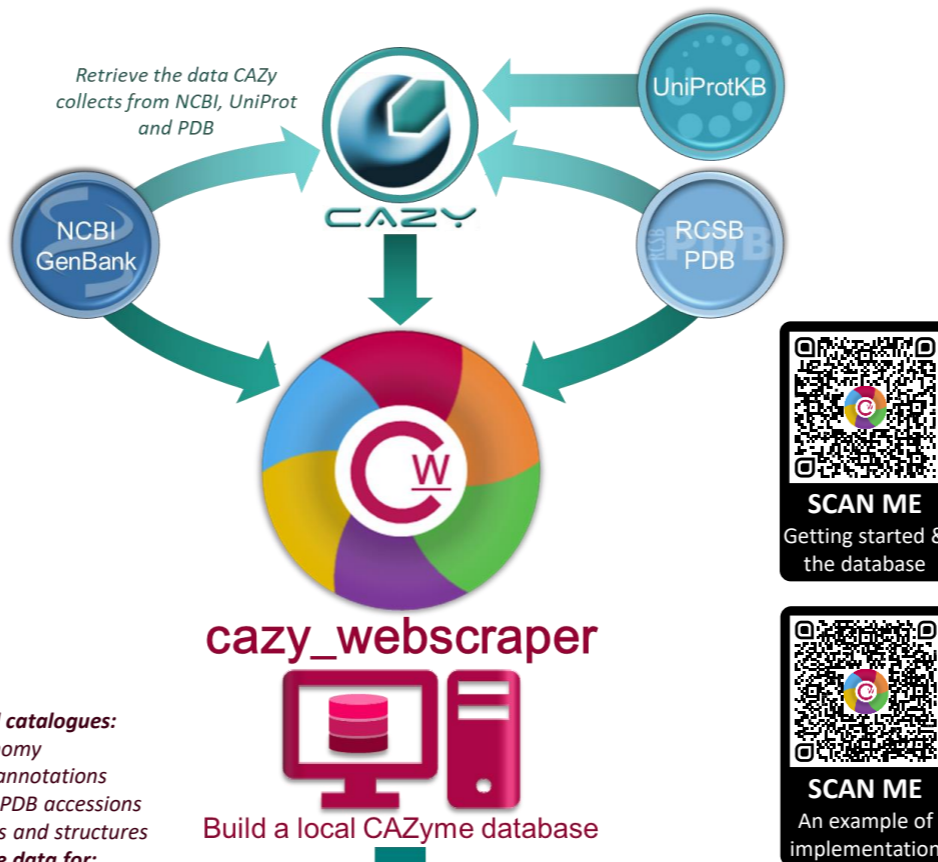 Retrieve the data CAZy
collects from NCBI, UniProt
and PDB
UniProtKB
CAZY
NCBI
GenBank
RCSB
PDB
RCSB
PDB
C
W
cazy_webscraper
SCAN ME
Getting started &
the database
SCAN ME
An example of
implementation
catalogues:
annotations
PDB accessions
and structures
data for:
Build a local CAZyme database